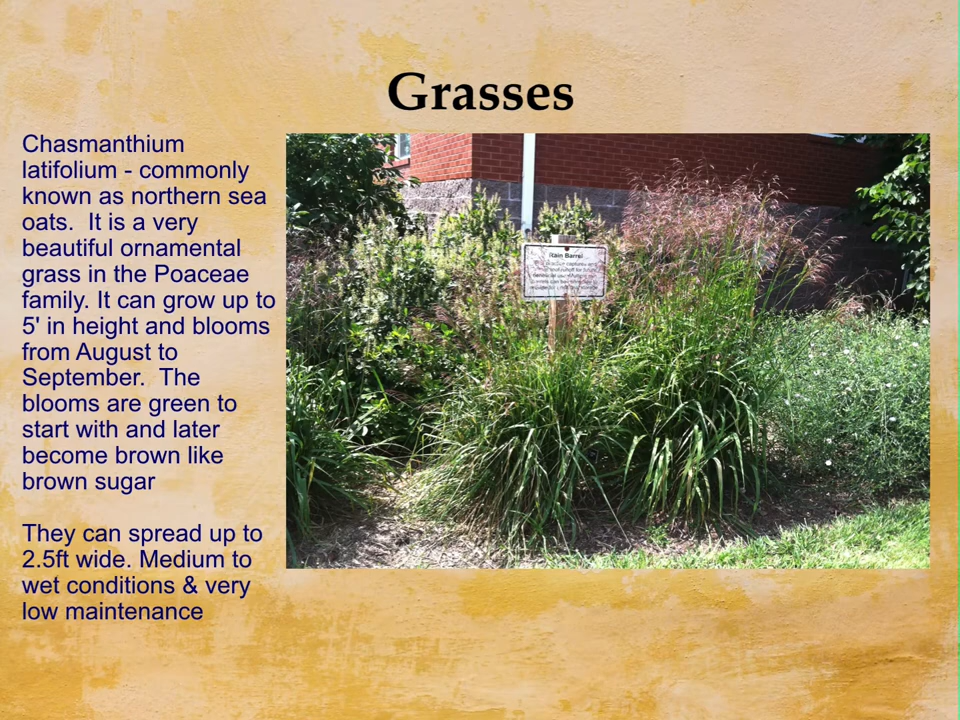 Grasses
Chasmanthium
latifolium - commonly
known as northern sea
oats.  It is a very
beautiful ornamental
grass in the Poaceae
family. It can grow up to
5' in height and blooms
from August to
September.  The
blooms are green to
start with and later
become brown like
brown sugar
They can spread up to
2.5ft wide. Medium to
wet conditions & very
low maintenance
Rain Barrel